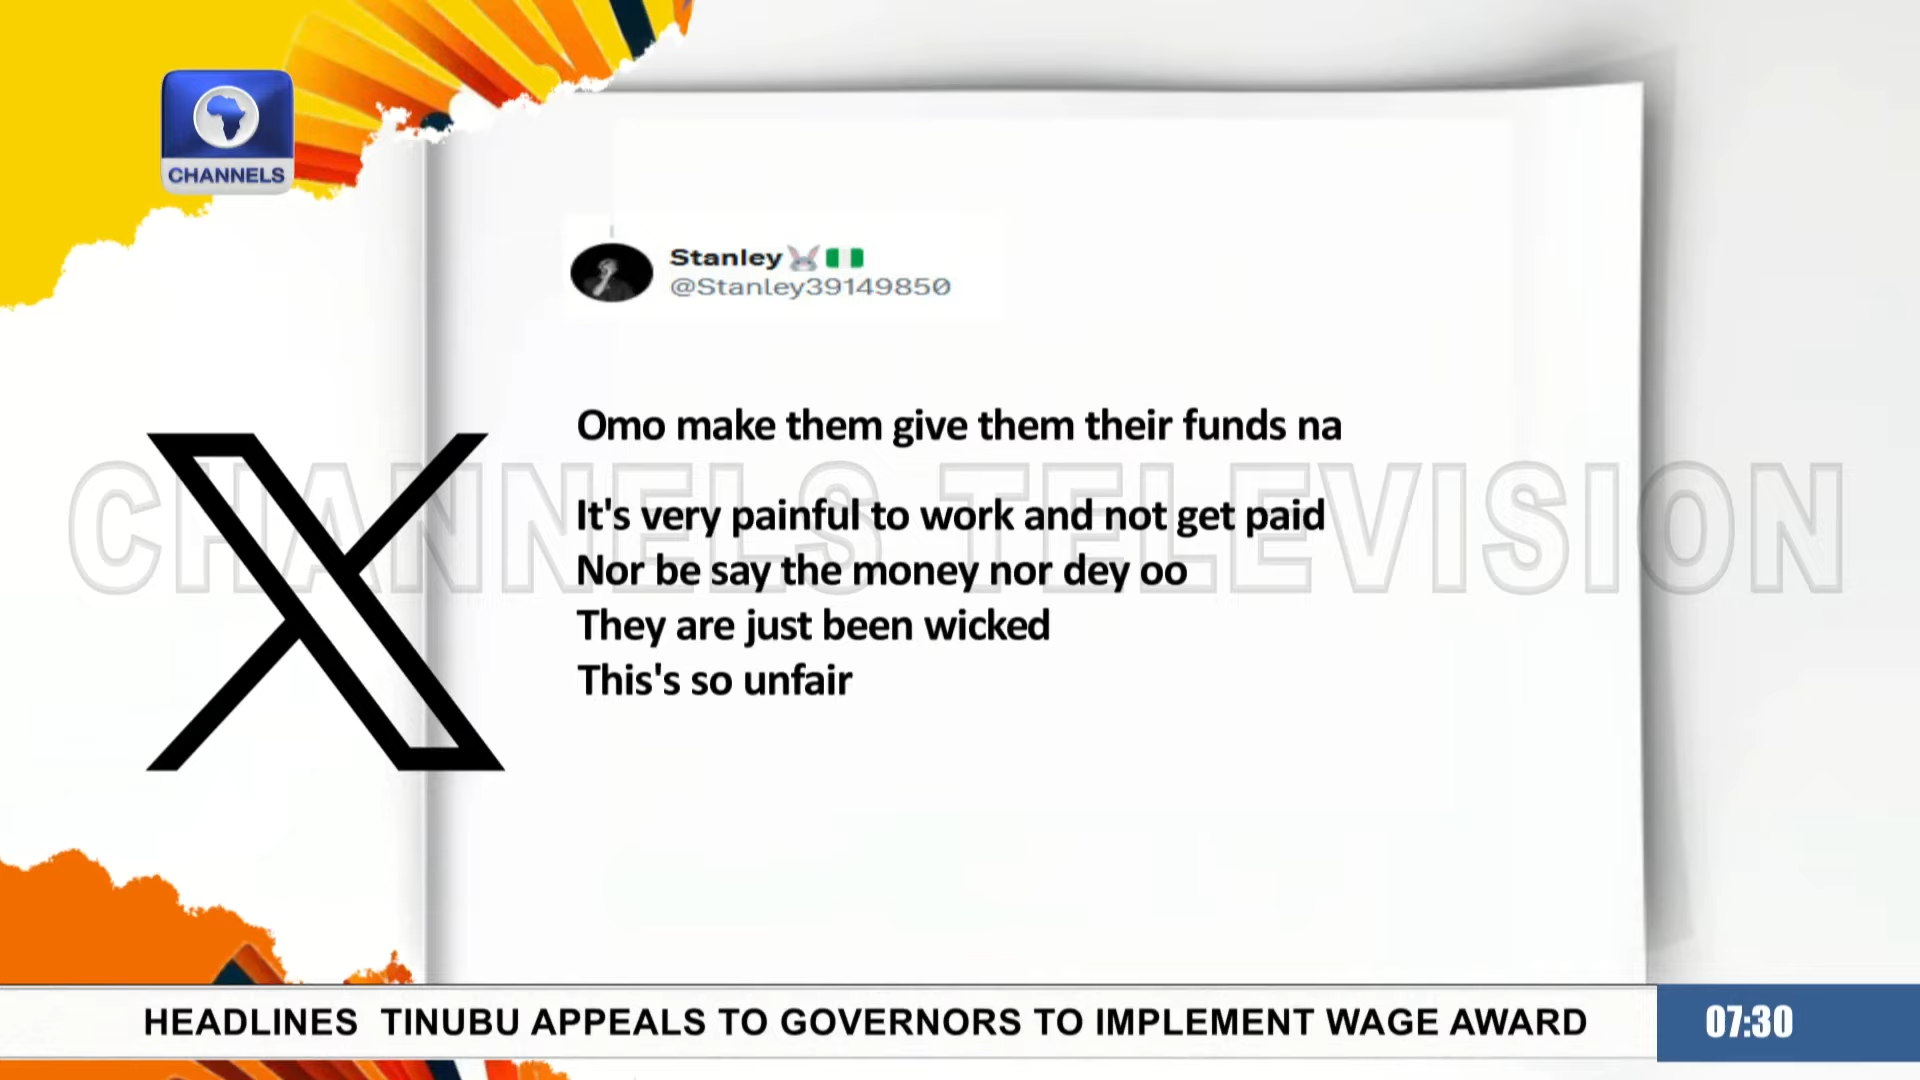 CHANNELS
Stanley
@Stanley39149850
Omo make them give them their funds na
It's very painful to work and not get paid
Nor be say the money nor dey oo
They are just been wicked
This's so unfair
CHANNELS TELEVISION
HEADLINES TINUBU APPEALS TO GOVERNORS TO IMPLEMENT WAGE AWARD
07:30